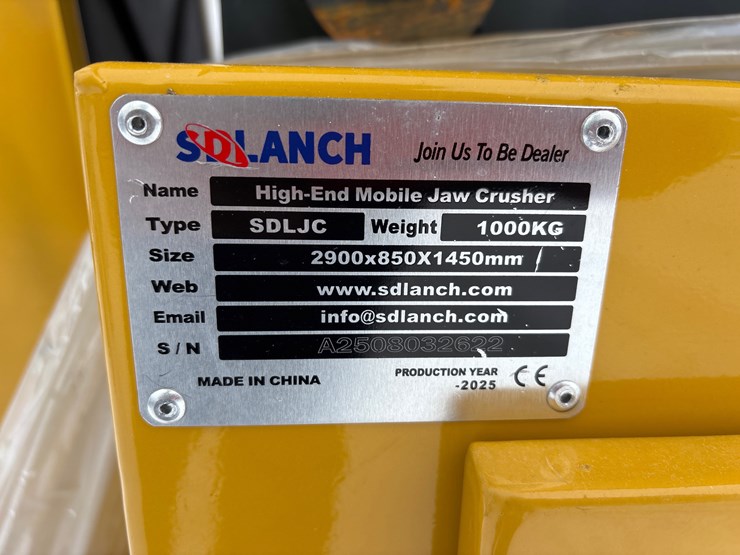 SDLANCH Join Us To Be Dealer
Name High-End Mobile Jaw Crusher
Type SDLJC Weight 1000KG
Size 2900x850X1450mm
Web www.sdlanch.com
Email info@sdlanch.com
S/N A2508032622
MADE IN CHINA PRODUCTION YEAR
-2025 CE